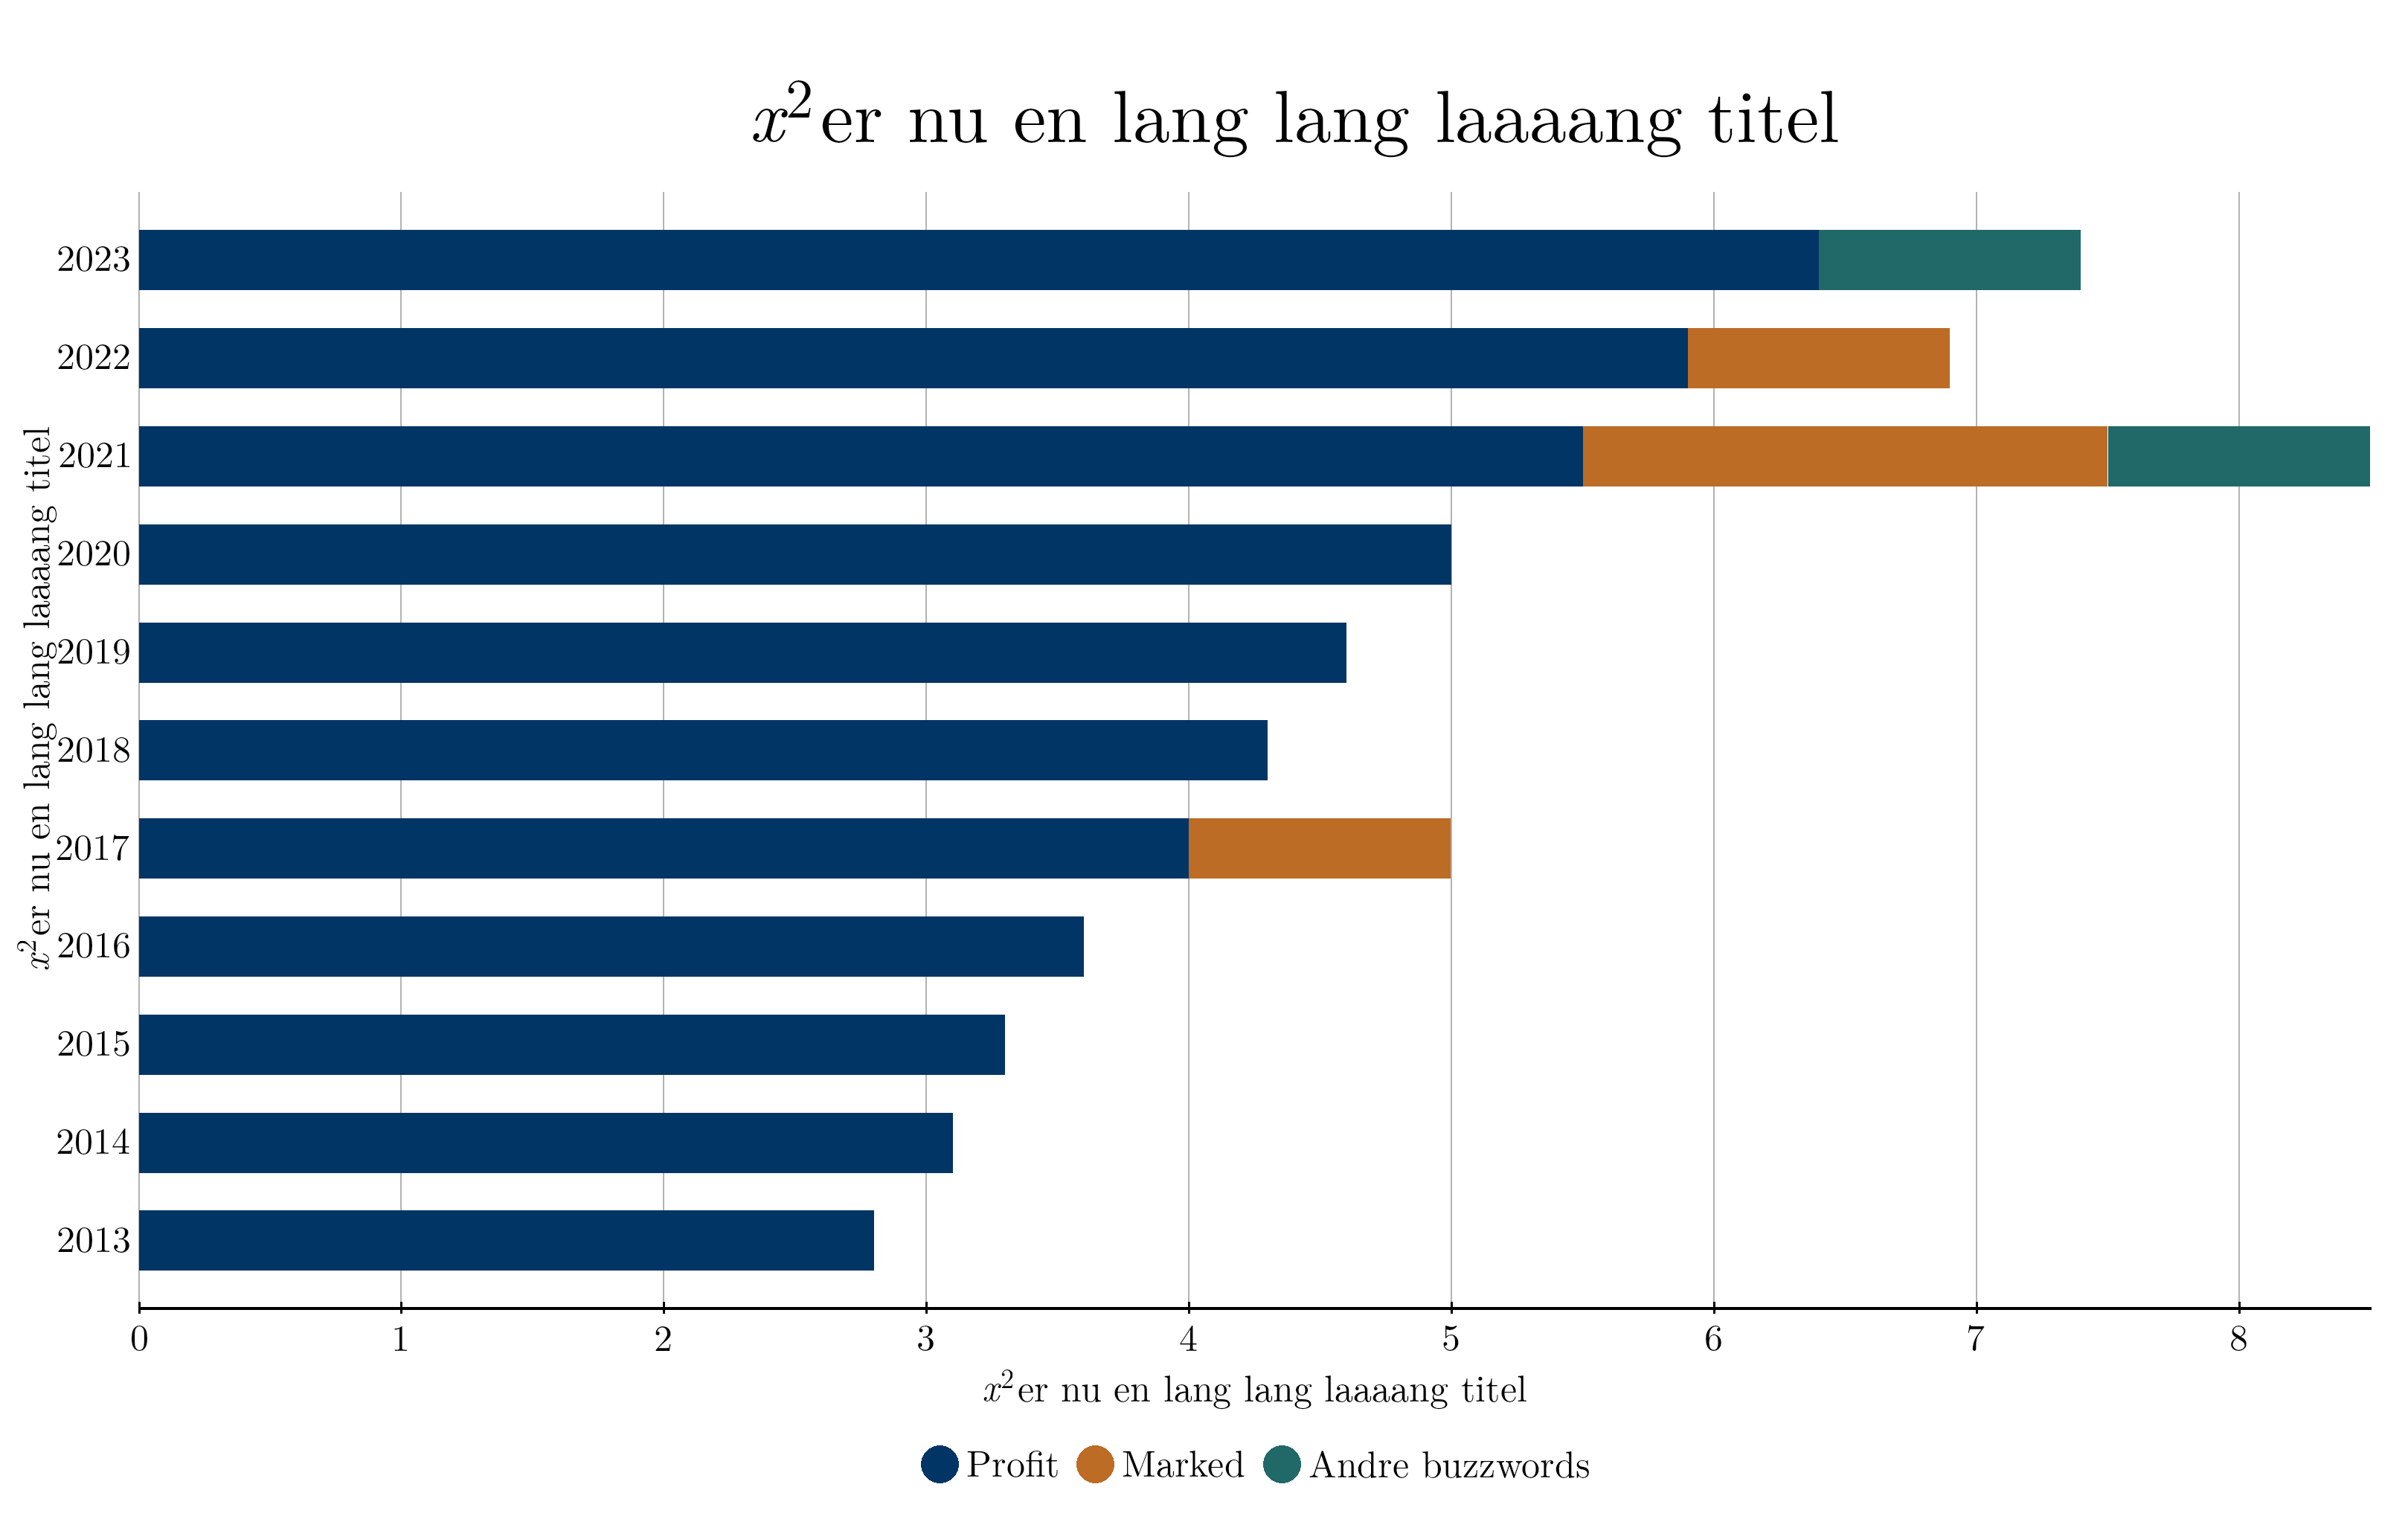 x²er nu en lang lang laaaang titel
x²er nu en lang lang laaaang titel
2023
2022
2021
2020
2019
2018
2017
2016
2015
2014
2013
0 1 2 3 4 5 6 7 8
x²er nu en lang lang laaaang titel
Profit Marked Andre buzzwords